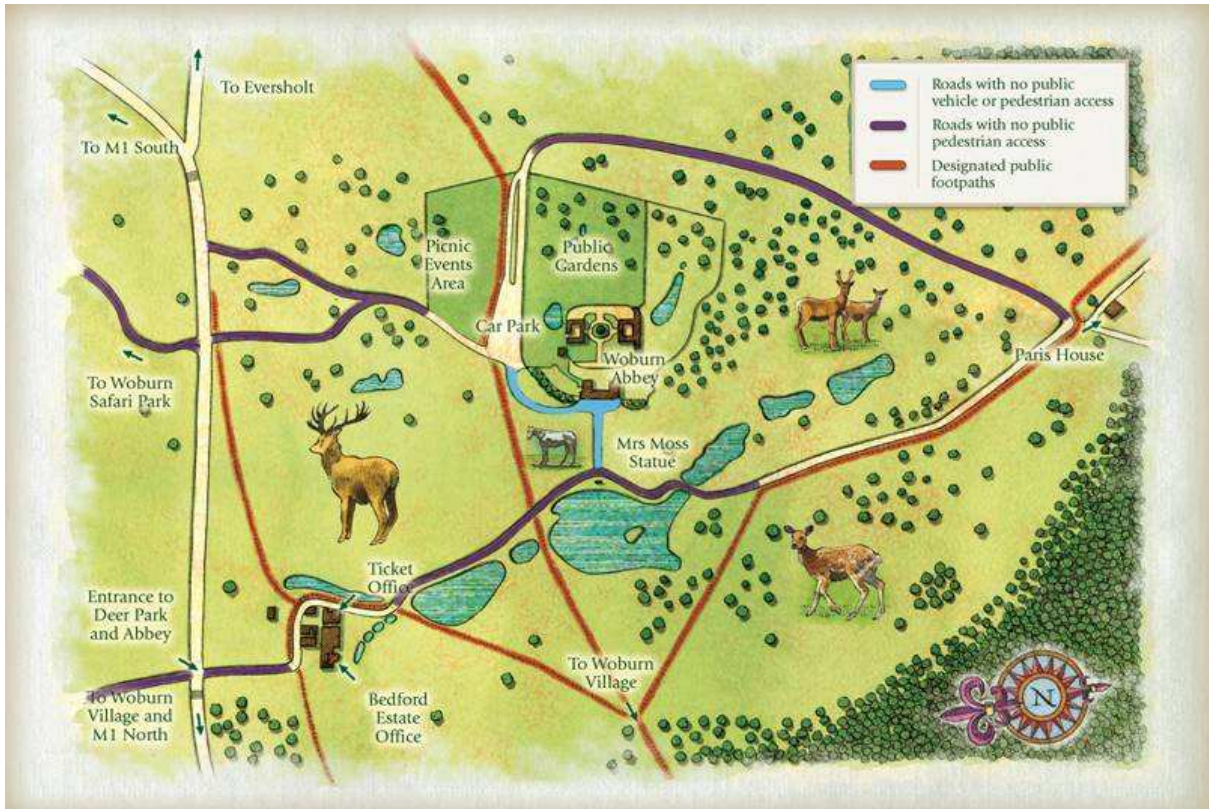 To Eversholt
To M1 South
Roads with no public
vehicle or pedestrian access
Roads with no public
pedestrian access
Designated public
footpaths
Picnic
Events
Area
Public
Gardens
Car Park
Woburn
Abbey
Paris House
To Woburn
Safari Park
Mrs Moss
Statue
Ticket
Office
Entrance to
Deer Park
and Abbey
To Woburn
Village
To Woburn
Village and
M1 North
Bedford
Estate
Office
N